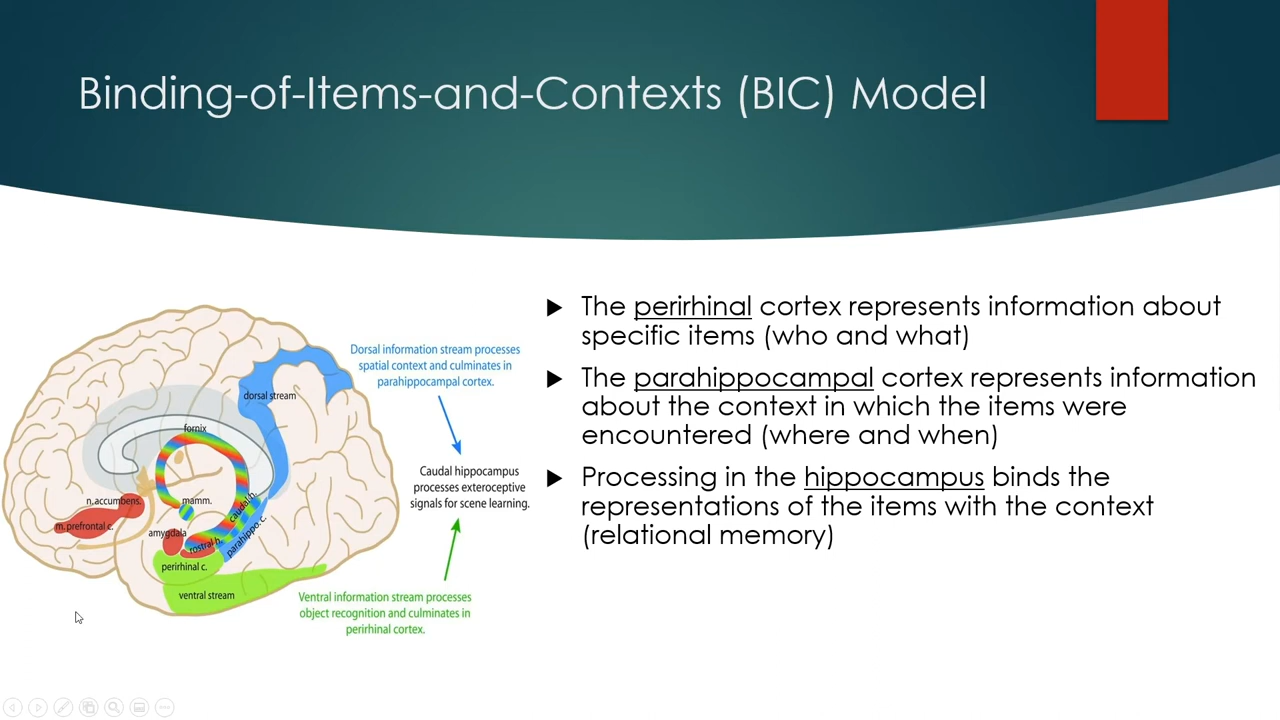 Binding-of-Items-and-Contexts (BIC) Model
The perirhinal cortex represents information about
specific items (who and what)
The parahippocampal cortex represents information
about the context in which the items were
encountered (where and when)
Processing in the hippocampus binds the
representations of the items with the context
(relational memory)
Dorsal information stream processes
spatial context and culminates in
parahippocampal cortex.
dorsal stream
fornix
Caudal hippocampus
processes exteroceptive
signals for scene learning.
n. accumbens.
mamm.
caudal h.
m. prefrontal c.
amygdala
rostral h.
parahippo. c.
perirhinal c.
ventral stream
Ventral information stream processes
object recognition and culminates in
perirhinal cortex.